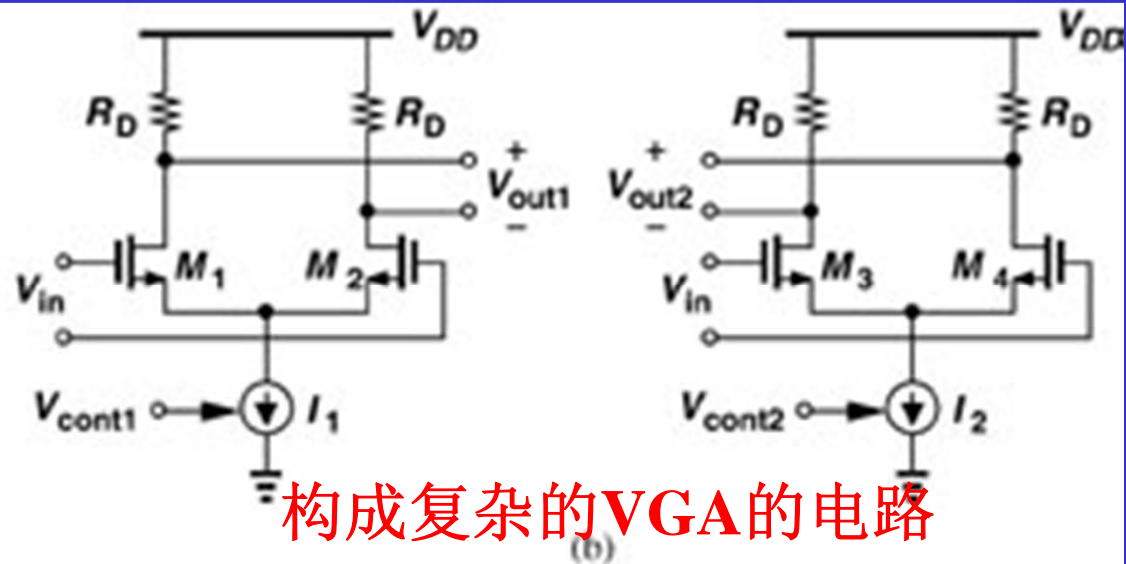 VDD VDD
RD RD RD RD
+ +
Vout1 Vout2
− −
M1 M2 M3 M4
Vin Vin
Vcont1 I1 Vcont2 I2
构成复杂的VGA的电路
(b)